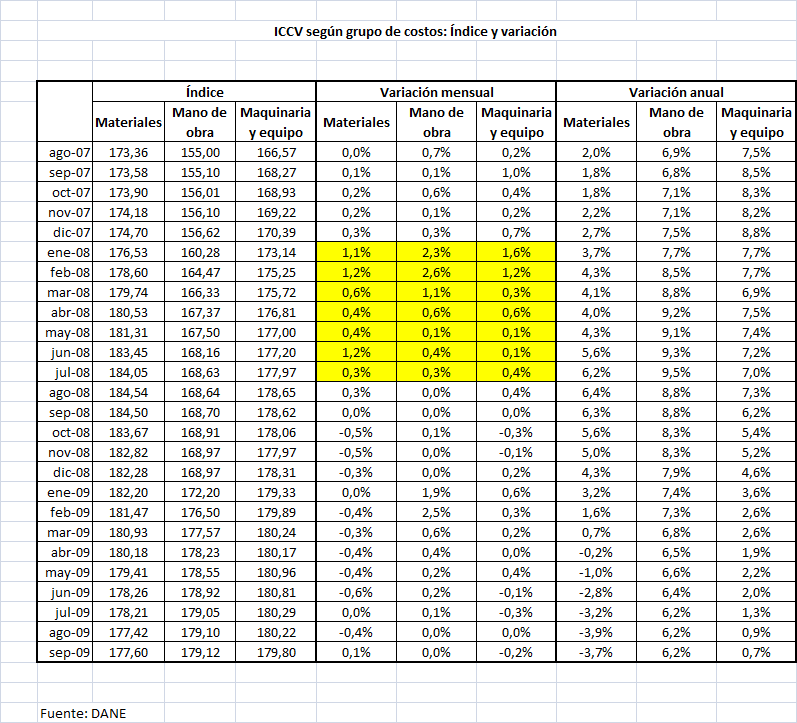 ICCV según grupo de costos: Índice y variación
Índice Variación mensual Variación anual
Materiales Mano de obra Maquinaria y equipo Materiales Mano de obra Maquinaria y equipo Materiales Mano de obra Maquinaria y equipo
ago-07 173,36 155,00 166,57 0,0% 0,7% 0,2% 2,0% 6,9% 7,5%
sep-07 173,58 155,10 168,27 0,1% 0,1% 1,0% 1,8% 6,8% 8,5%
oct-07 173,90 156,01 168,93 0,2% 0,6% 0,4% 1,8% 7,1% 8,3%
nov-07 174,18 156,10 169,22 0,2% 0,1% 0,2% 2,2% 7,1% 8,2%
dic-07 174,70 156,62 170,39 0,3% 0,3% 0,7% 2,7% 7,5% 8,8%
ene-08 176,53 160,28 173,14 1,1% 2,3% 1,6% 3,7% 7,7% 7,7%
feb-08 178,60 164,47 175,25 1,2% 2,6% 1,2% 4,3% 8,5% 7,7%
mar-08 179,74 166,33 175,72 0,6% 1,1% 0,3% 4,1% 8,8% 6,9%
abr-08 180,53 167,37 176,81 0,4% 0,6% 0,6% 4,0% 9,2% 7,5%
may-08 181,31 167,50 177,00 0,4% 0,1% 0,1% 4,3% 9,1% 7,4%
jun-08 183,45 168,16 177,20 1,2% 0,4% 0,1% 5,6% 9,3% 7,2%
jul-08 184,05 168,63 177,97 0,3% 0,3% 0,4% 6,2% 9,5% 7,0%
ago-08 184,54 168,64 178,65 0,3% 0,0% 0,4% 6,4% 8,8% 7,3%
sep-08 184,50 168,70 178,62 0,0% 0,0% 0,0% 6,3% 8,8% 6,2%
oct-08 183,67 168,91 178,06 -0,5% 0,1% -0,3% 5,6% 8,3% 5,4%
nov-08 182,82 168,97 177,97 -0,5% 0,0% -0,1% 5,0% 8,3% 5,2%
dic-08 182,28 168,97 178,31 -0,3% 0,0% 0,2% 4,3% 7,9% 4,6%
ene-09 182,20 172,20 179,33 0,0% 1,9% 0,6% 3,2% 7,4% 3,6%
feb-09 181,47 176,50 179,89 -0,4% 2,5% 0,3% 1,6% 7,3% 2,6%
mar-09 180,93 177,57 180,24 -0,3% 0,6% 0,2% 0,7% 6,8% 2,6%
abr-09 180,18 178,23 180,17 -0,4% 0,4% 0,0% -0,2% 6,5% 1,9%
may-09 179,41 178,55 180,96 -0,4% 0,2% 0,4% -1,0% 6,6% 2,2%
jun-09 178,26 178,92 180,81 -0,6% 0,2% -0,1% -2,8% 6,4% 2,0%
jul-09 178,21 179,05 180,29 0,0% 0,1% -0,3% -3,2% 6,2% 1,3%
ago-09 177,42 179,10 180,22 -0,4% 0,0% 0,0% -3,9% 6,2% 0,9%
sep-09 177,60 179,12 179,80 0,1% 0,0% -0,2% -3,7% 6,2% 0,7%
Fuente: DANE